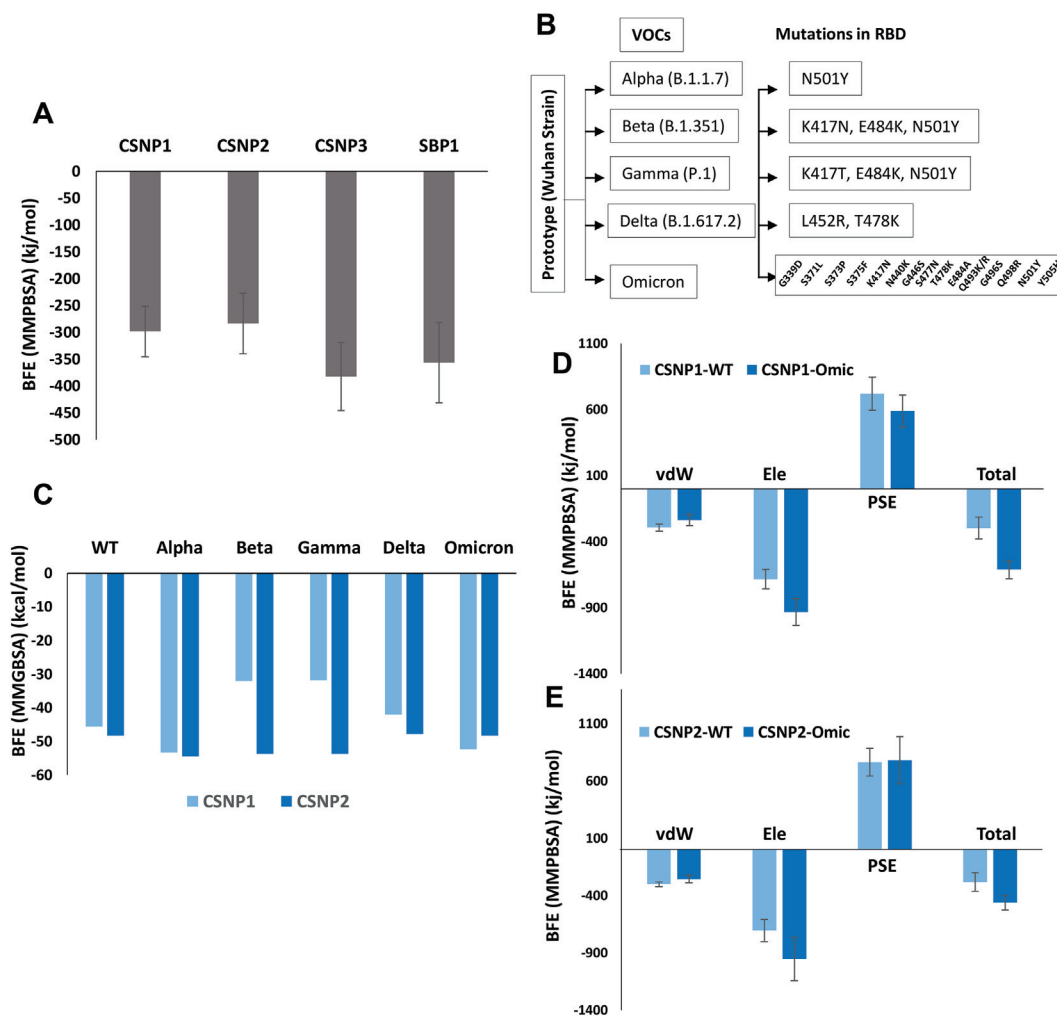 A
CSNP1 CSNP2 CSNP3 SBP1
0
-50
-100
-150
-200
-250
-300
-350
-400
-450
-500
BFE (MMPBSA) (kj/mol)
B
VOCs Mutations in RBD
Prototype (Wuhan Strain)
Alpha (B.1.1.7) N501Y
Beta (B.1.351) K417N, E484K, N501Y
Gamma (P.1) K417T, E484K, N501Y
Delta (B.1.617.2) L452R, T478K
Omicron G339D S371L S373P S375F K417N N440K G446S S477N T478K E484A Q493K/R G496S Q498R N501Y Y505H
C
WT Alpha Beta Gamma Delta Omicron
0
-10
-20
-30
-40
-50
-60
BFE (MMGBSA) (kcal/mol)
CSNP1 CSNP2
D
1100
600
100
-400
-900
-1400
BFE (MMPBSA) (kj/mol)
CSNP1-WT CSNP1-Omic
vdW Ele PSE Total
E
1100
600
100
-400
-900
-1400
BFE (MMPBSA) (kj/mol)
CSNP2-WT CSNP2-Omic
vdW Ele PSE Total